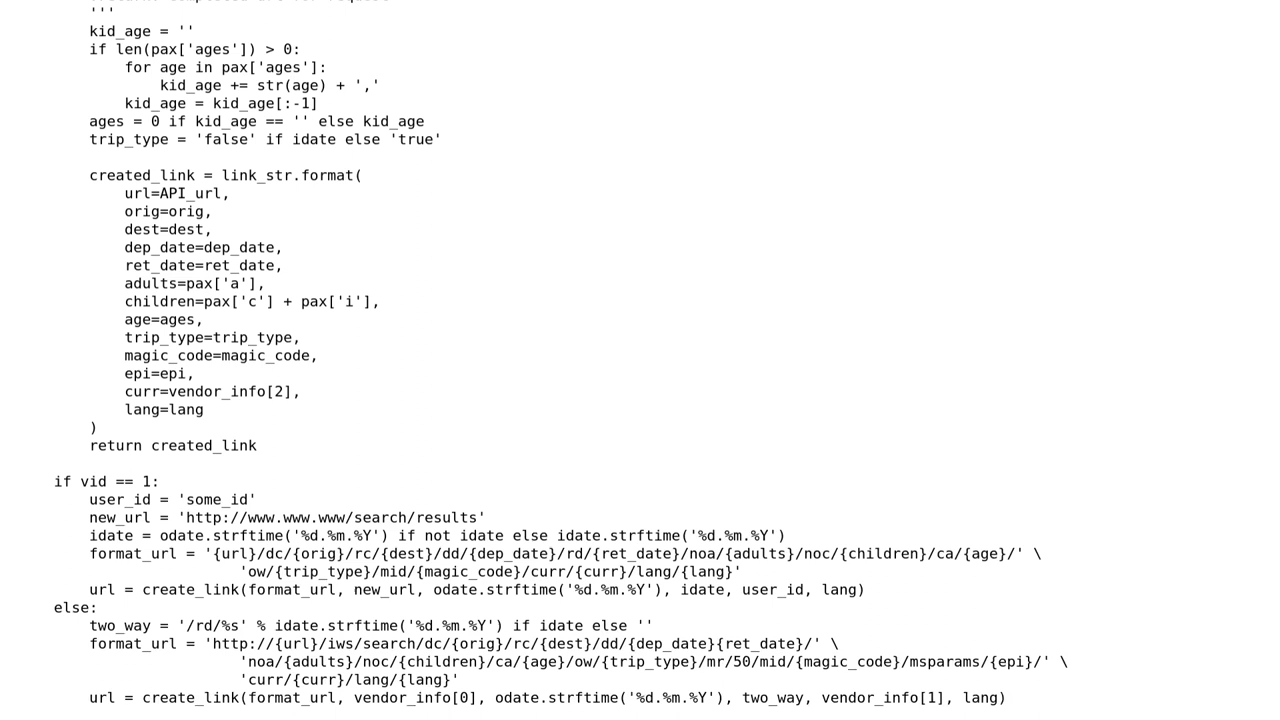 '''
kid_age = ''
if len(pax['ages']) > 0:
for age in pax['ages']:
kid_age += str(age) + ','
kid_age = kid_age[:-1]
ages = 0 if kid_age == '' else kid_age
trip_type = 'false' if idate else 'true'
created_link = link_str.format(
url=API_url,
orig=orig,
dest=dest,
dep_date=dep_date,
ret_date=ret_date,
adults=pax['a'],
children=pax['c'] + pax['i'],
age=ages,
trip_type=trip_type,
magic_code=magic_code,
epi=epi,
curr=vendor_info[2],
lang=lang
)
return created_link
if vid == 1:
user_id = 'some_id'
new_url = 'http://www.www.www/search/results'
idate = odate.strftime('%d.%m.%Y') if not idate else idate.strftime('%d.%m.%Y')
format_url = '{url}/dc/{orig}/rc/{dest}/dd/{dep_date}/rd/{ret_date}/noa/{adults}/noc/{children}/ca/{age}/' \
'ow/{trip_type}/mid/{magic_code}/curr/{curr}/lang/{lang}'
url = create_link(format_url, new_url, odate.strftime('%d.%m.%Y'), idate, user_id, lang)
else:
two_way = '/rd/%s' % idate.strftime('%d.%m.%Y') if idate else ''
format_url = 'http://{url}/iws/search/dc/{orig}/rc/{dest}/dd/{dep_date}{ret_date}/' \
'noa/{adults}/noc/{children}/ca/{age}/ow/{trip_type}/mr/50/mid/{magic_code}/msparams/{epi}/' \
'curr/{curr}/lang/{lang}'
url = create_link(format_url, vendor_info[0], odate.strftime('%d.%m.%Y'), two_way, vendor_info[1], lang)